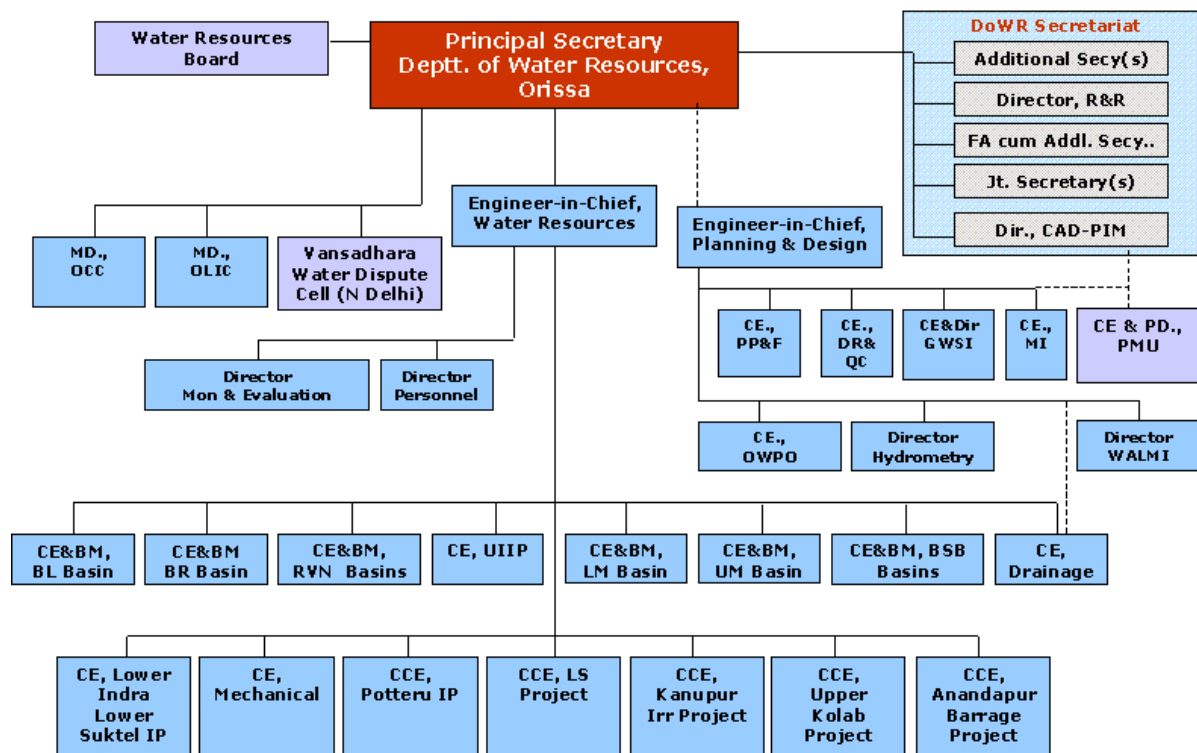 Water Resources
Board
Principal Secretary
Deptt. of Water Resources,
Orissa
DoWR Secretariat
Additional Secy(s)
Director, R&R
FA cum Addl. Secy..
Jt. Secretary(s)
Dir., CAD-PIM
Engineer-in-Chief,
Water Resources
Engineer-in-Chief,
Planning & Design
MD.,
OCC
MD.,
OLIC
Vansadhara
Water Dispute
Cell (N Delhi)
CE.,
PP&F
CE.,
DR&
QC
CE&Dir
GWSI
CE.,
MI
CE & PD.,
PMU
Director
Mon & Evaluation
Director
Personnel
CE.,
OWPO
Director
Hydrometry
Director
WALMI
CE&BM,
BL Basin
CE&BM
BR Basin
CE&BM,
RVN Basins
CE, UIIP
CE&BM,
LM Basin
CE&BM,
UM Basin
CE&BM, BSB
Basins
CE,
Drainage
CE, Lower
Indra
Lower
Suktel IP
CE,
Mechanical
CCE,
Potteru IP
CCE, LS
Project
CCE,
Kanupur
Irr Project
CCE,
Upper
Kolab
Project
CCE,
Anandapur
Barrage
Project